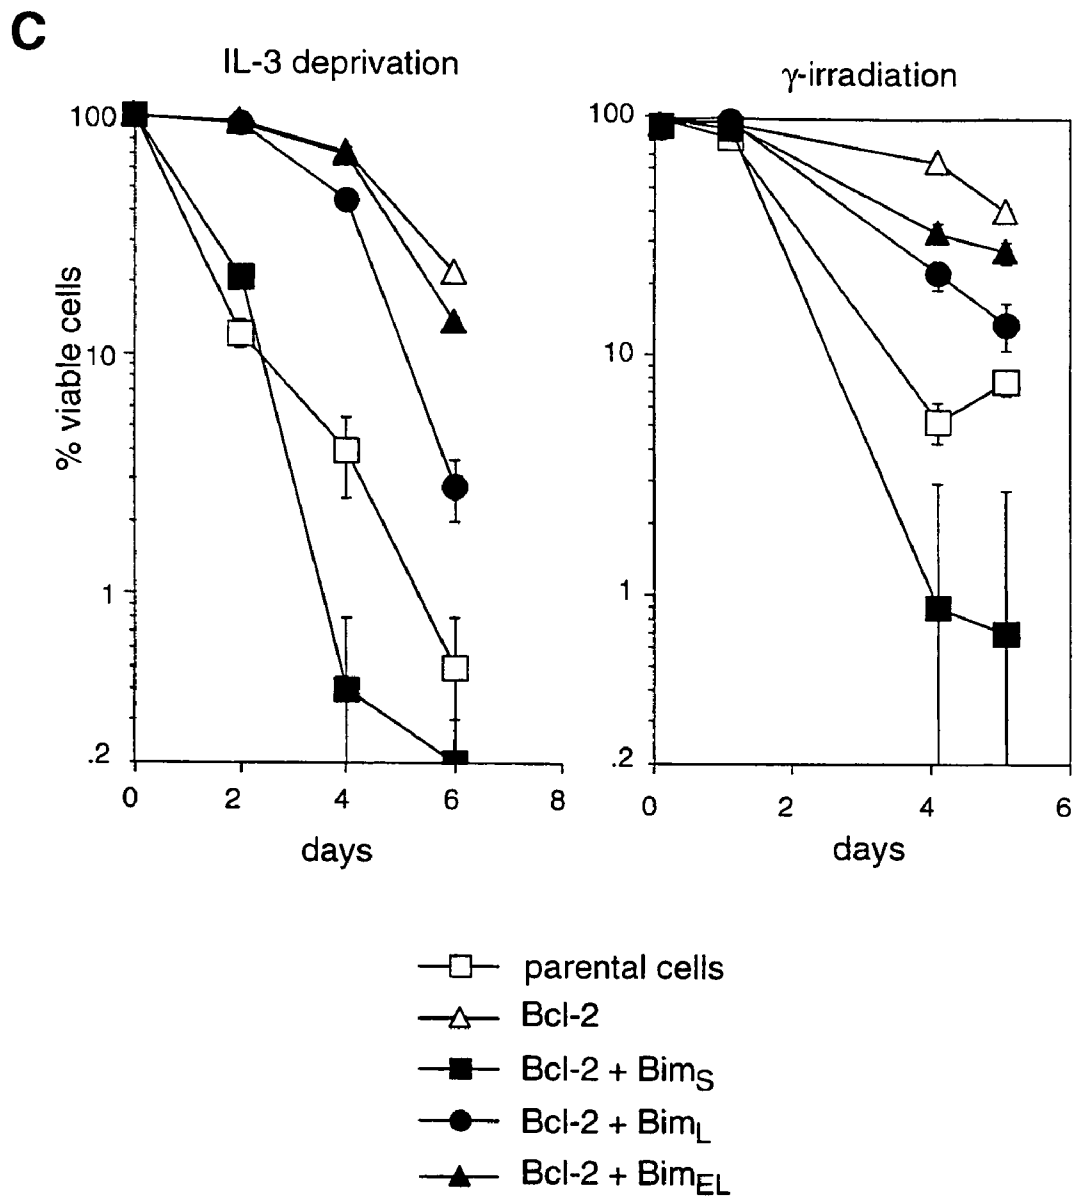 C
IL-3 deprivation
100
10
1
.2
% viable cells
0 2 4 6 8
days
γ-irradiation
100
10
1
.2
0 2 4 6
days
parental cells
Bcl-2
Bcl-2 + BimS
Bcl-2 + BimL
Bcl-2 + BimEL